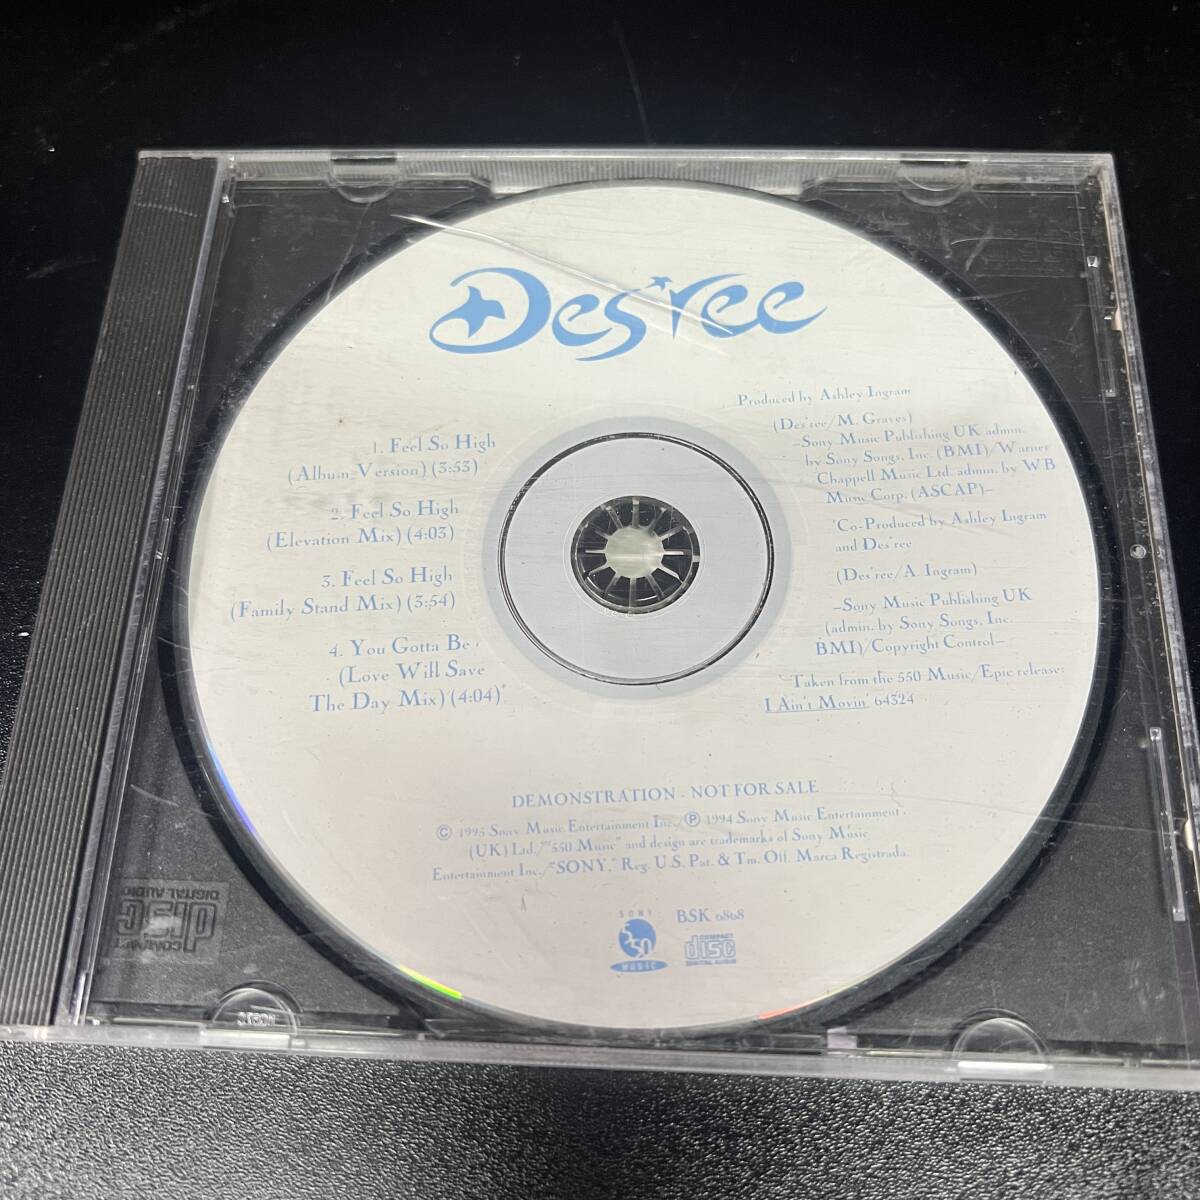 Des'ree
1. Feel So High
(Album Version) (3:53)
2. Feel So High
(Elevation Mix) (4:03)
3. Feel So High
(Family Stand Mix) (3:54)
4. You Gotta Be
(Love Will Save
The Day Mix) (4:04)*
Produced by Ashley Ingram
(Des'ree/M. Graves)
–Sony Music Publishing UK admin.
by Sony Songs, Inc. (BMI)/Warner
Chappell Music Ltd. admin. by WB
Music Corp. (ASCAP)–
*Co-Produced by Ashley Ingram
and Des'ree
(Des'ree/A. Ingram)
–Sony Music Publishing UK
(admin. by Sony Songs, Inc.
BMI)/Copyright Control–
Taken from the 550 Music/Epic release:
I Ain't Movin' 64324
DEMONSTRATION - NOT FOR SALE
© 1995 Sony Music Entertainment Inc./℗ 1994 Sony Music Entertainment
(UK) Ltd./"550 Music" and design are trademarks of Sony Music
Entertainment Inc./"SONY," Reg. U.S. Pat. & Tm. Off. Marca Registrada.
SONY
550
MUSIC
BSK 6868
COMPACT
disc
DIGITAL AUDIO
COMPACT
disc
DIGITAL AUDIO